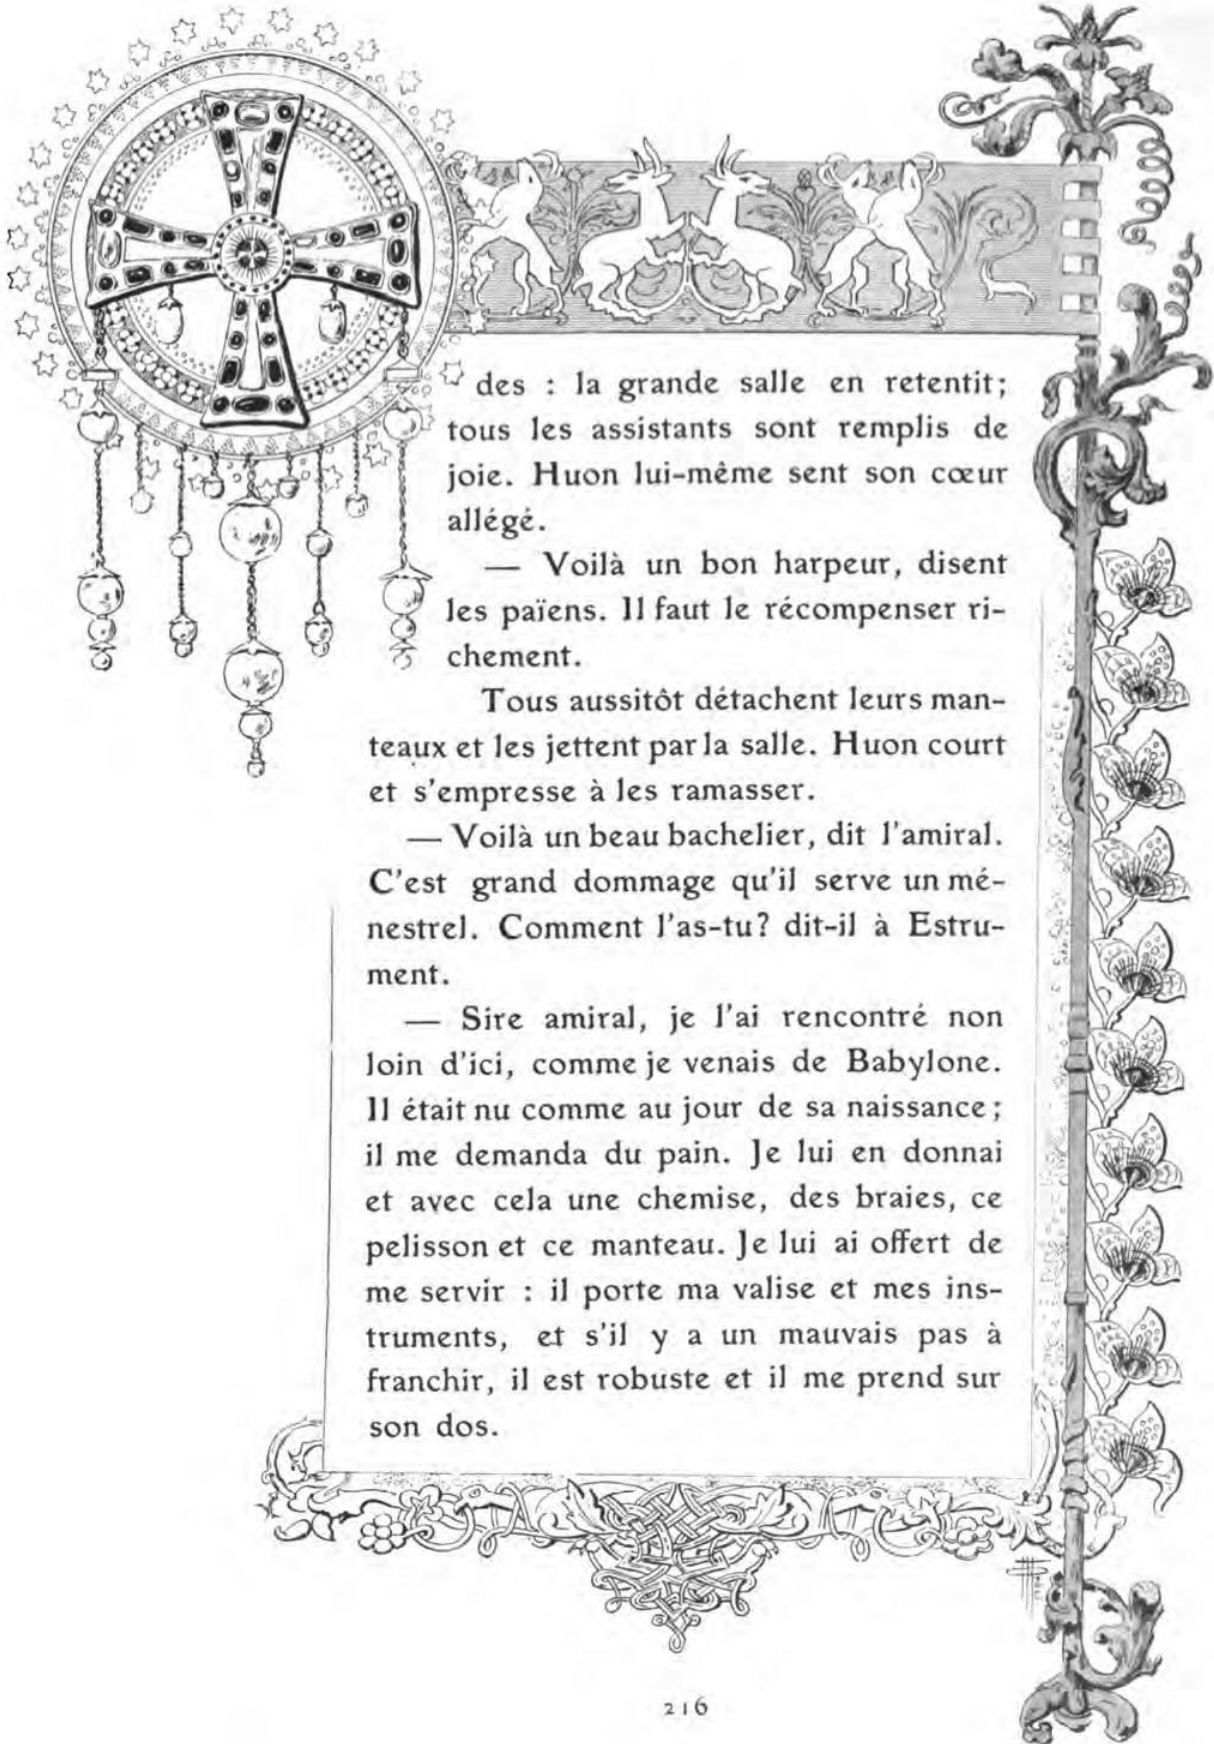 des : la grande salle en retentit;
tous les assistants sont remplis de
joie. Huon lui-même sent son cœur
allégé.
— Voilà un bon harpeur, disent
les païens. Il faut le récompenser ri-
chement.
Tous aussitôt détachent leurs man-
teaux et les jettent par la salle. Huon court
et s'empresse à les ramasser.
— Voilà un beau bachelier, dit l'amiral.
C'est grand dommage qu'il serve un mé-
nestrel. Comment l'as-tu? dit-il à Estru-
ment.
— Sire amiral, je l'ai rencontré non
loin d'ici, comme je venais de Babylone.
Il était nu comme au jour de sa naissance;
il me demanda du pain. Je lui en donnai
et avec cela une chemise, des braies, ce
pelisson et ce manteau. Je lui ai offert de
me servir : il porte ma valise et mes ins-
truments, et s'il y a un mauvais pas à
franchir, il est robuste et il me prend sur
son dos.
216